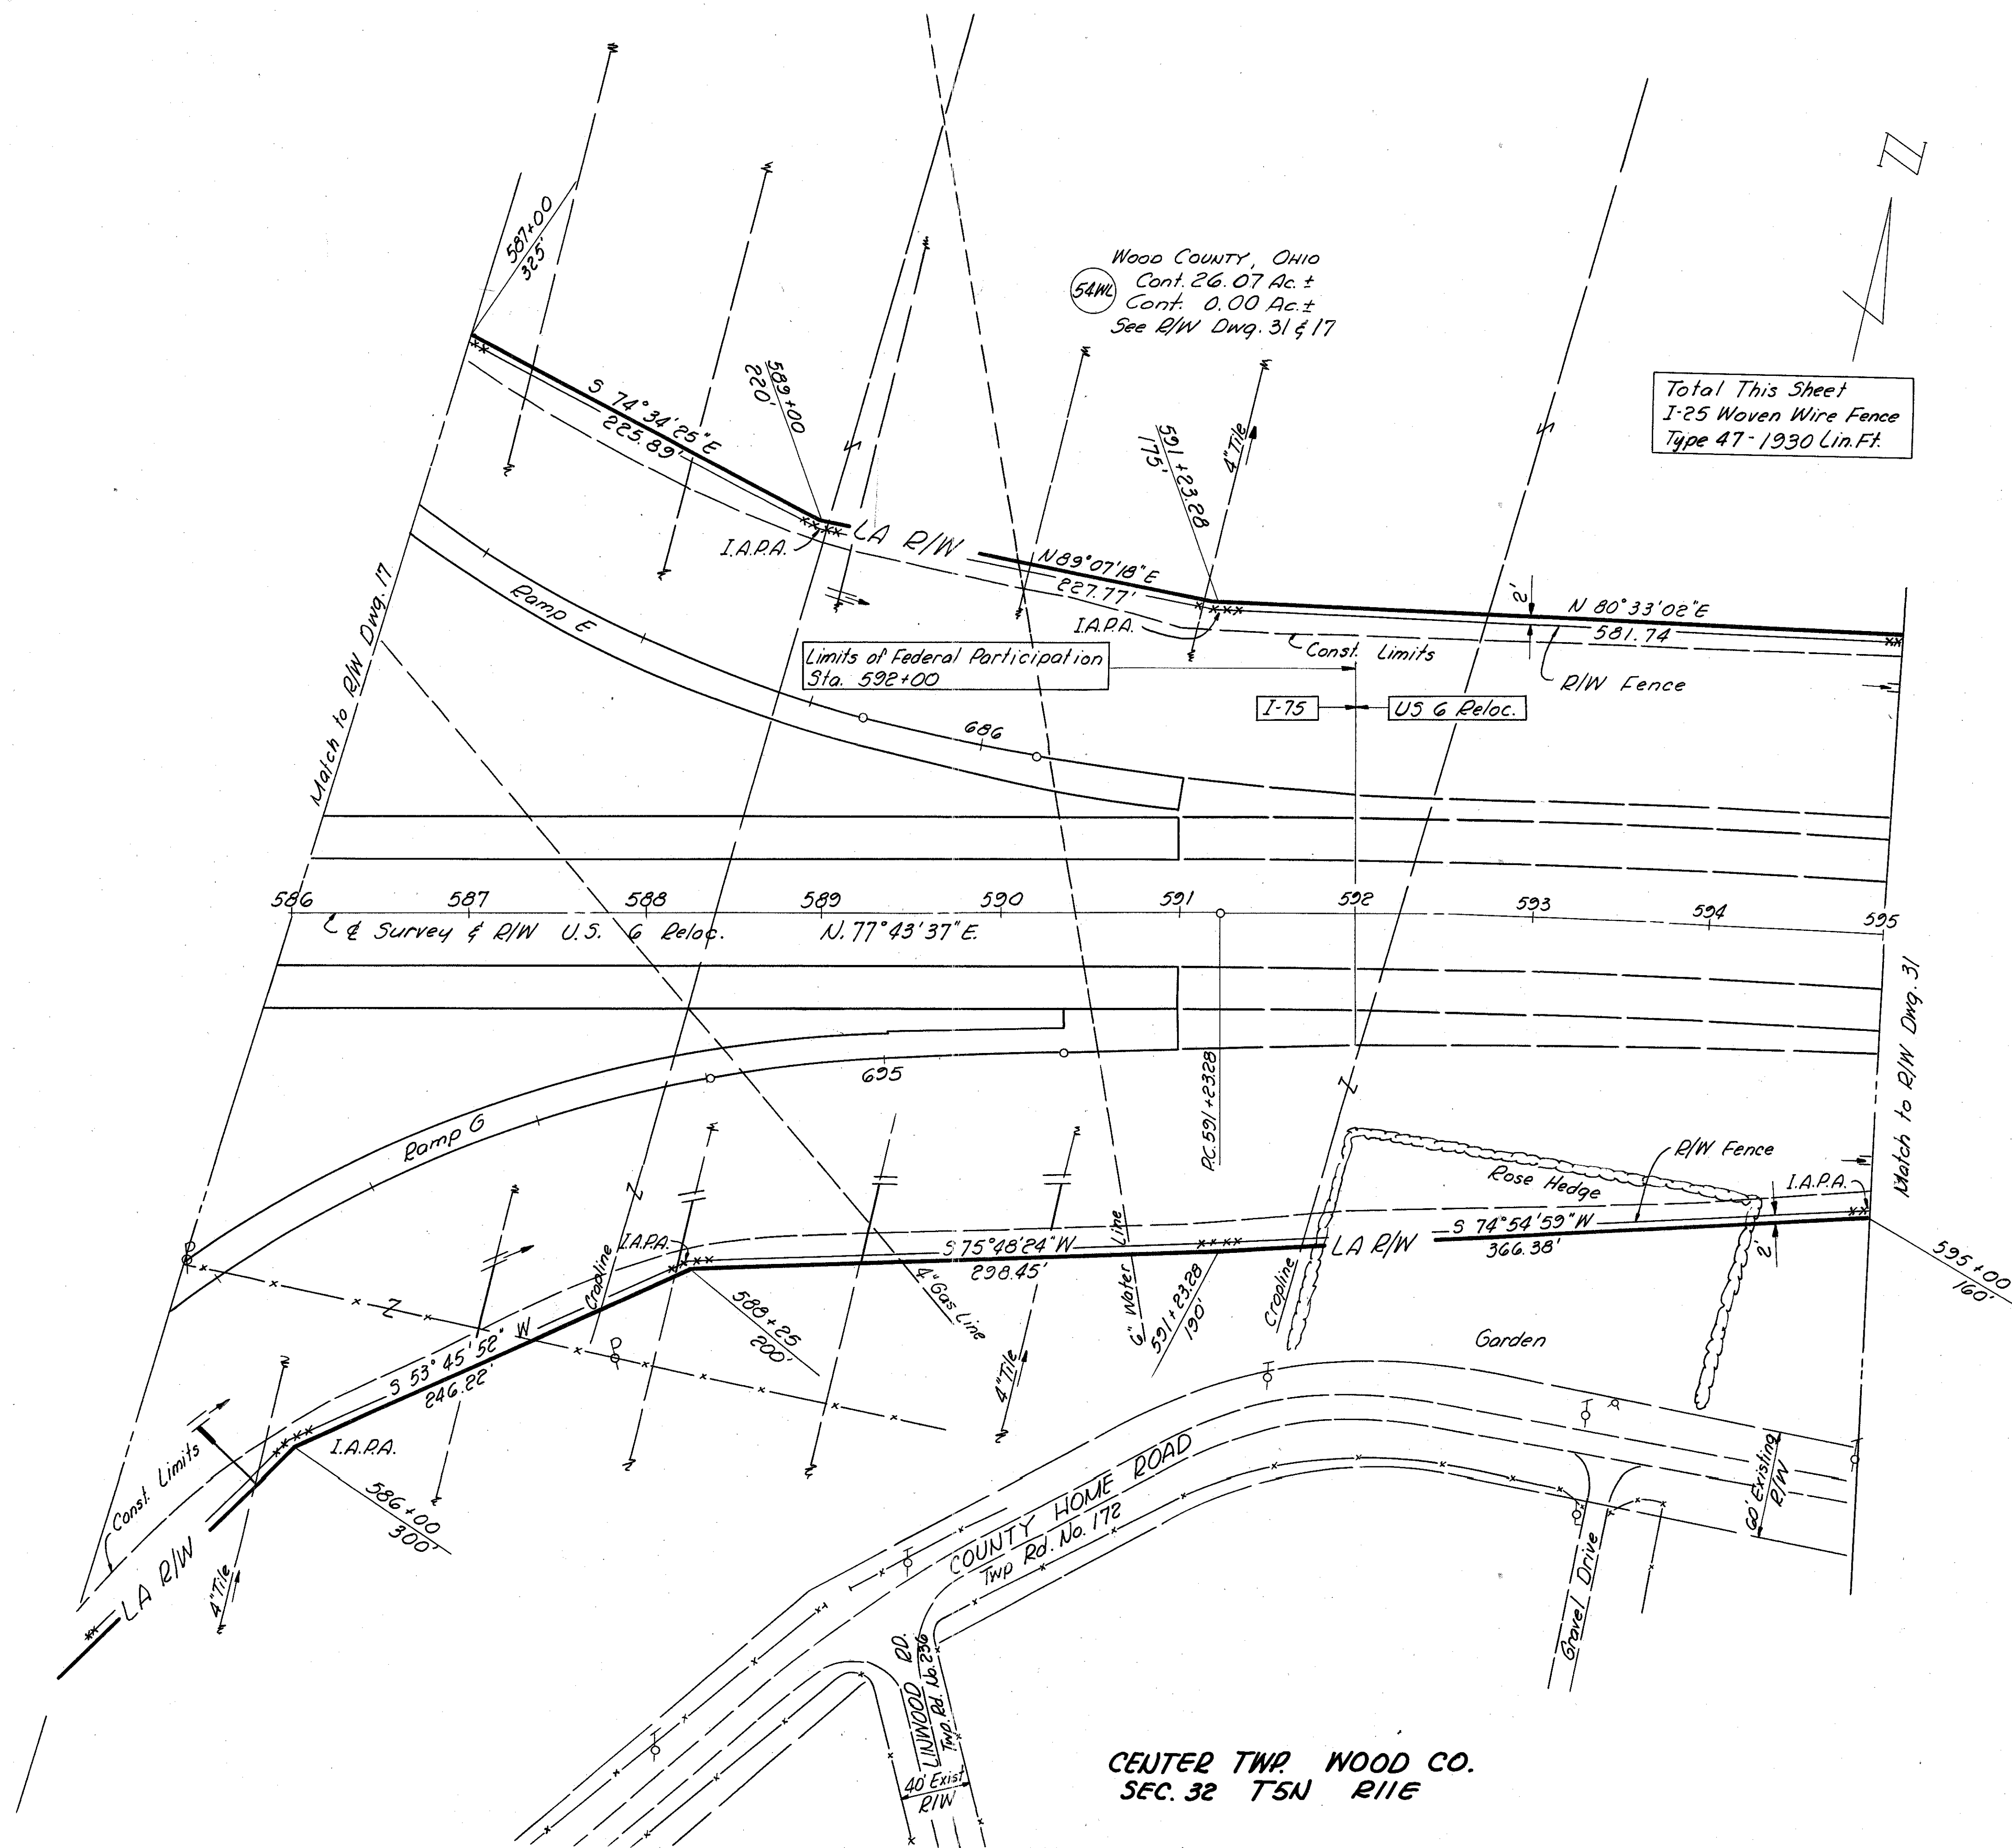 587+00
325'
WOOD COUNTY, OHIO
54WL
Cont. 26.07 Ac.±
Cont. 0.00 Ac.±
See R/W Dwg. 31 & 17
N
Total This Sheet
I-25 Woven Wire Fence
Type 47-1930 Lin.Ft.
S 74°34'25"E
225.89'
589+00
220'
I.A.P.A.
LA R/W
591+23.28
175'
4" Tile
N89°07'18"E
227.77'
I.A.P.A.
2'
N 80°33'02"E
581.74
Const. Limits
R/W Fence
Match to R/W Dwg. 17
Ramp E
Limits of Federal Participation
Sta. 592+00
I-75
US 6 Reloc.
686
586
587
588
589
590
591
592
593
594
595
℄ Survey & R/W U.S. 6 Reloc.
N.77°43'37"E.
Match to R/W Dwg. 31
P.C. 591+23.28
695
Ramp G
Rose Hedge
R/W Fence
I.A.P.A.
P
Z
Z
Z
I.A.P.A.
Cropline
S 75°48'24" W
298.45'
4" Gas Line
6" Water Line
591+23.28
190'
Cropline
LA R/W
S 74°54'59" W
366.38'
2'
595+00
160'
588+25
200'
P
Garden
S 53°45'52" W
246.22'
4" Tile
I.A.P.A.
586+00
300'
Const. Limits
LA R/W
4" Tile
COUNTY HOME ROAD
Twp Rd. No. 172
60' Existing
R/W
Gravel Drive
LINWOOD RD.
Twp. Rd. No. 236
40' Exist
R/W
CENTER TWP. WOOD CO.
SEC. 32 T5N R11E